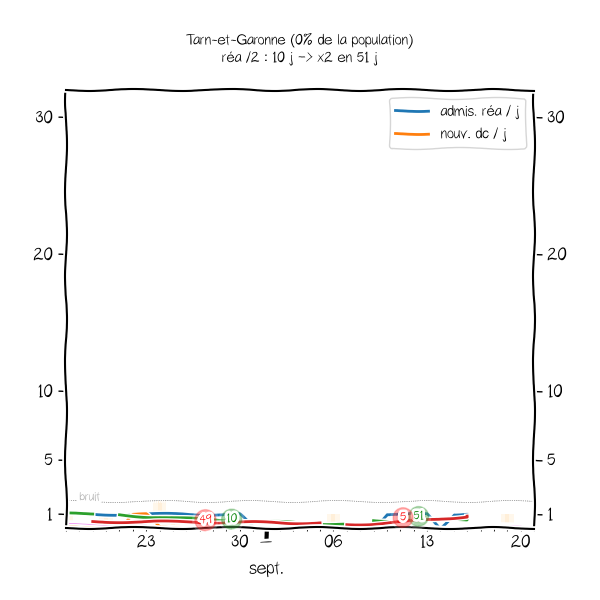 Tarn-et-Garonne (0% de la population)
réa /2 : 10 j -> x2 en 51 j
admis. réa / j
nouv. dc / j
30 30
20 20
10 10
5 5
bruit
1 1
49 10 5 51
23 30 06 13 20
sept.